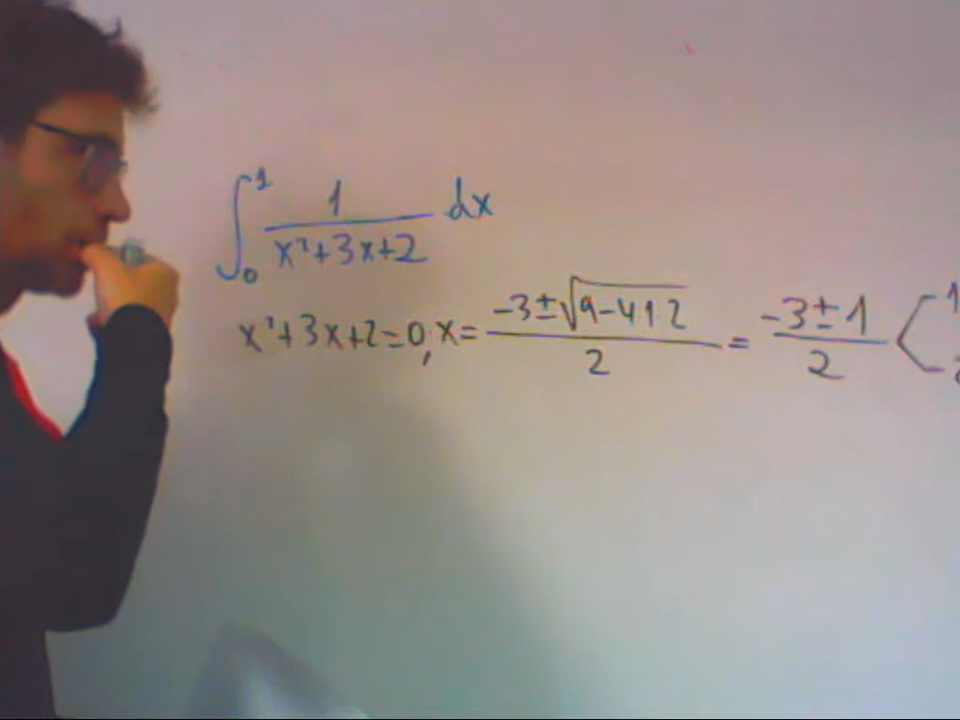 ∫₀¹ 1/(x²+3x+2) dx
x²+3x+2=0; x= (-3±√(9-4·1·2))/2 = (-3±1)/2 < 1